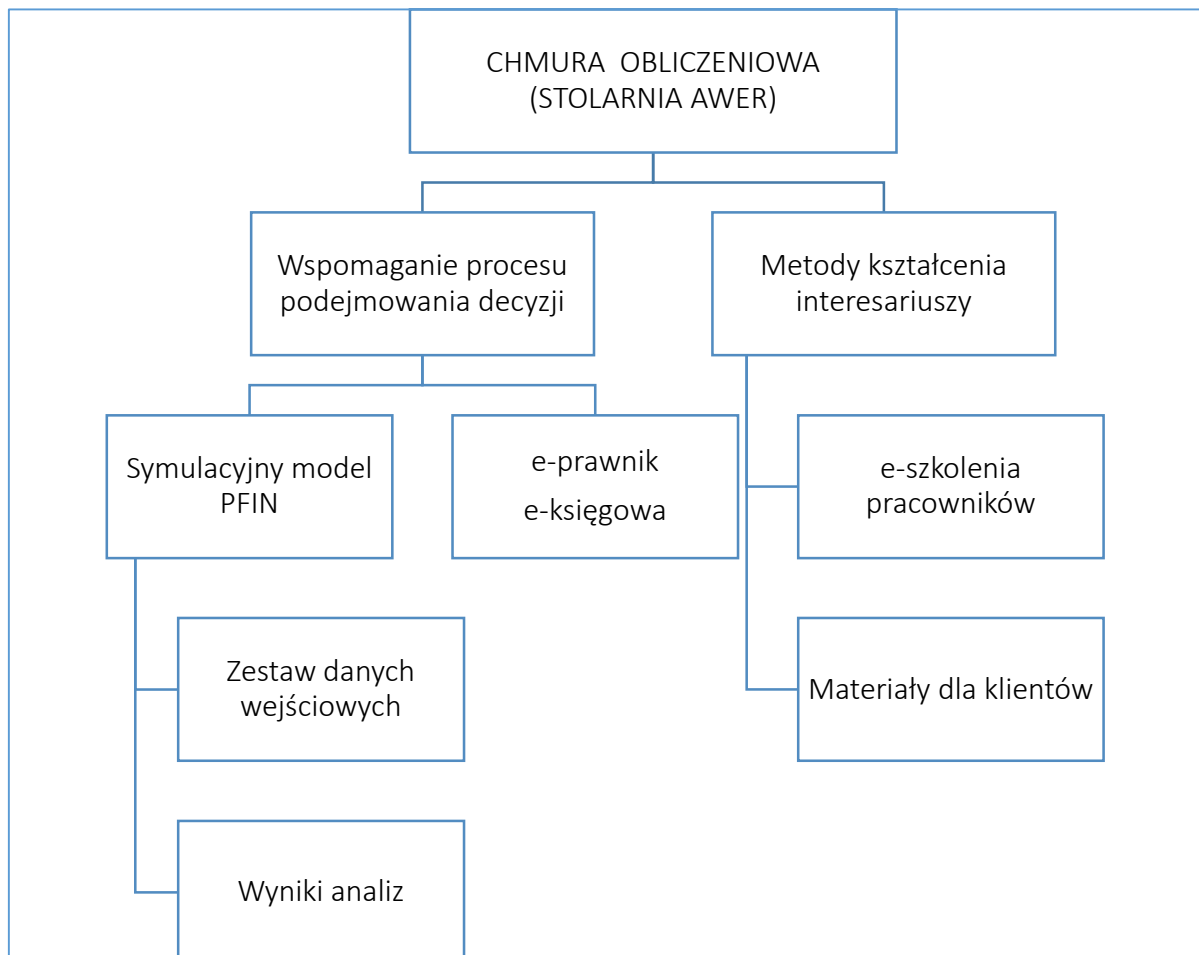 CHMURA OBLICZENIOWA
(STOLARNIA AWER)
Wspomaganie procesu
podejmowania decyzji
Metody kształcenia
interesariuszy
Symulacyjny model
PFIN
e-prawnik
e-księgowa
e-szkolenia
pracowników
Zestaw danych
wejściowych
Materiały dla klientów
Wyniki analiz